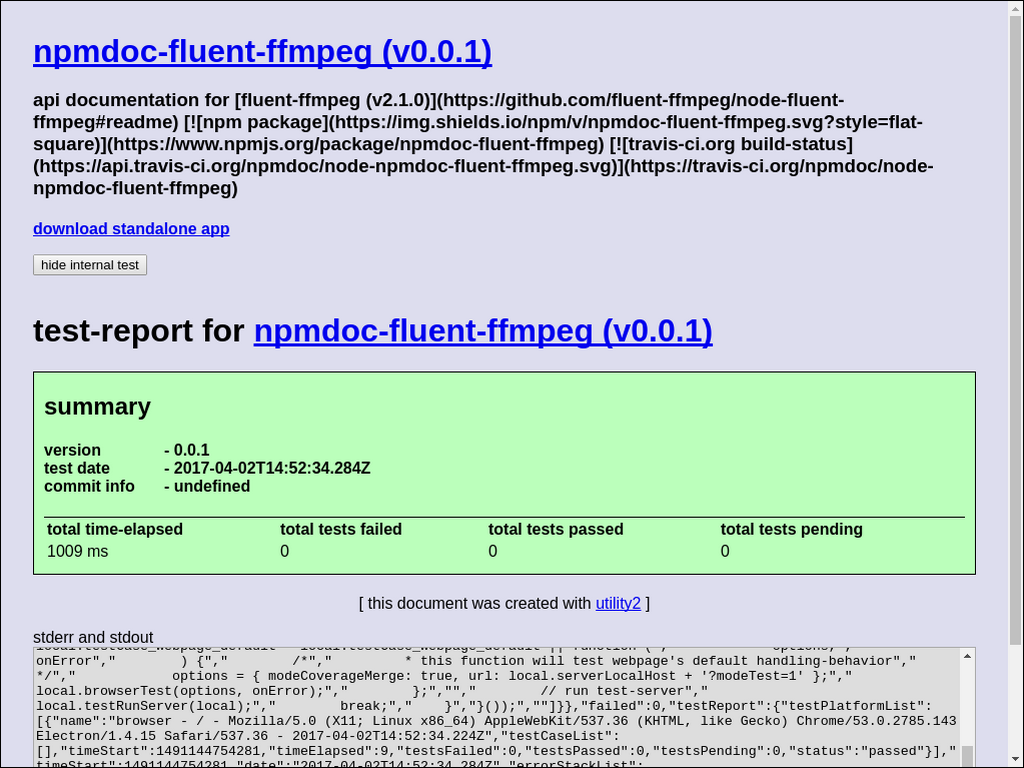 npmdoc-fluent-ffmpeg (v0.0.1)
api documentation for [fluent-ffmpeg (v2.1.0)](https://github.com/fluent-ffmpeg/node-fluent-
ffmpeg#readme) [![npm package](https://img.shields.io/npm/v/npmdoc-fluent-ffmpeg.svg?style=flat-
square)](https://www.npmjs.org/package/npmdoc-fluent-ffmpeg) [![travis-ci.org build-status]
(https://api.travis-ci.org/npmdoc/node-npmdoc-fluent-ffmpeg.svg)](https://travis-ci.org/npmdoc/node-
npmdoc-fluent-ffmpeg)
download standalone app
hide internal test
test-report for npmdoc-fluent-ffmpeg (v0.0.1)
summary
version - 0.0.1
test date - 2017-04-02T14:52:34.284Z
commit info - undefined
total time-elapsed total tests failed total tests passed total tests pending
1009 ms 0 0 0
[ this document was created with utility2 ]
stderr and stdout
local.testCase_webpage_default = local.testCase_webpage_default || function (","            options,","
onError","        ) {","        /*","         * this function will test webpage's default handling-behavior","
*/","            options = { modeCoverageMerge: true, url: local.serverLocalHost + '?modeTest=1' };","
local.browserTest(options, onError);","        };","","        // run test-server","
local.testRunServer(local);","        break;","    }","}());",""]}},"failed":0,"testReport":{"testPlatformList":
[{"name":"browser - / - Mozilla/5.0 (X11; Linux x86_64) AppleWebKit/537.36 (KHTML, like Gecko) Chrome/53.0.2785.143
Electron/1.4.15 Safari/537.36 - 2017-04-02T14:52:34.224Z","testCaseList":
[],"timeStart":1491144754281,"timeElapsed":9,"testsFailed":0,"testsPassed":0,"testsPending":0,"status":"passed"}],"
timeStart":1491144754281,"date":"2017-04-02T14:52:34.284Z","errorStackList":